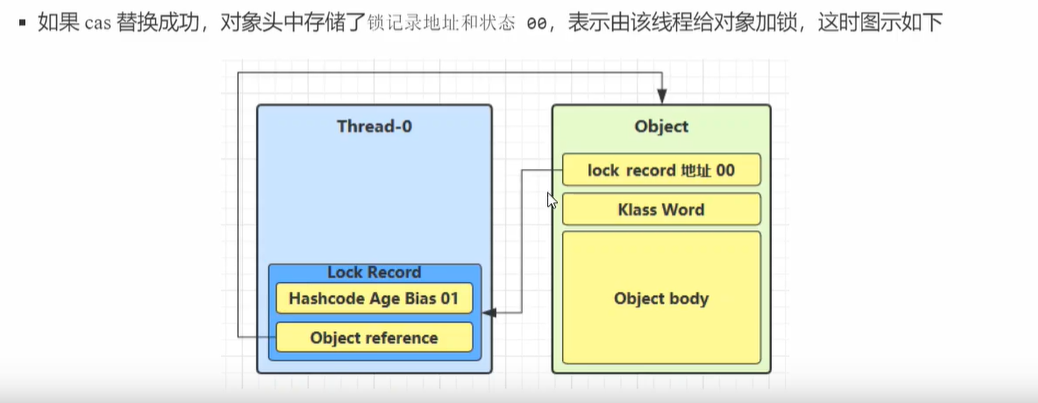 ▪ 如果 cas 替换成功，对象头中存储了锁记录地址和状态 00，表示由该线程给对象加锁，这时图示如下
Thread-0
Object
lock record 地址 00
Klass Word
Lock Record
Hashcode Age Bias 01
Object body
Object reference